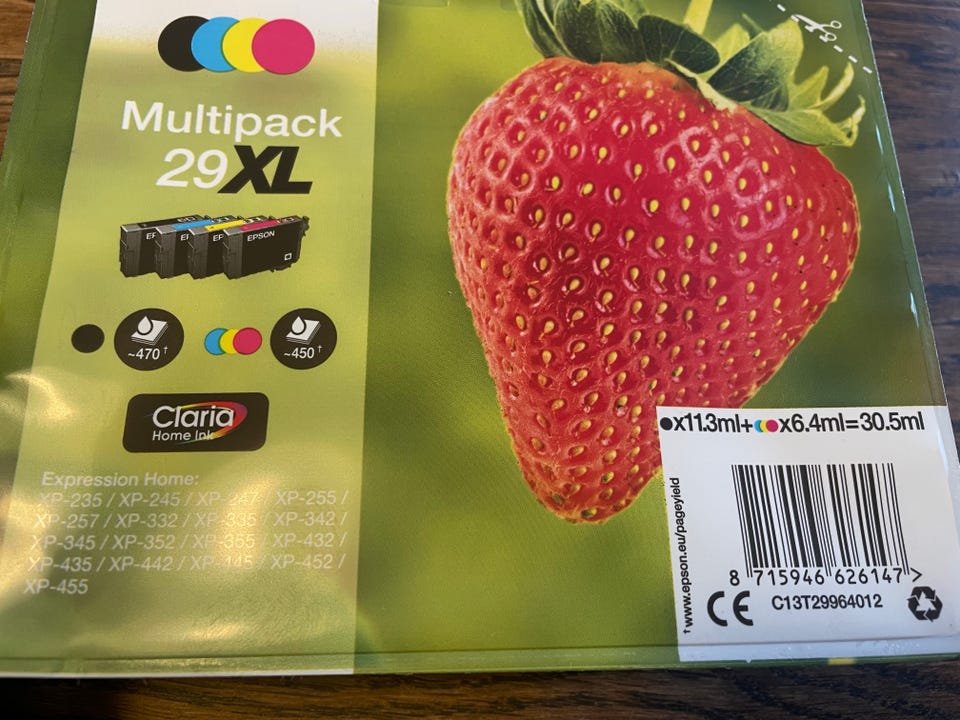 Multipack
29XL
EPSON
~470†
~450†
Claria
Home Ink
Expression Home:
XP-235 / XP-245 / XP-247 / XP-255 /
XP-257 / XP-332 / XP-335 / XP-342 /
XP-345 / XP-352 / XP-355 / XP-432 /
XP-435 / XP-442 / XP-445 / XP-452 /
XP-455
x11.3ml+x6.4ml=30.5ml
†www.epson.eu/pageyield
8 715946 626147 >
CE C13T29964012